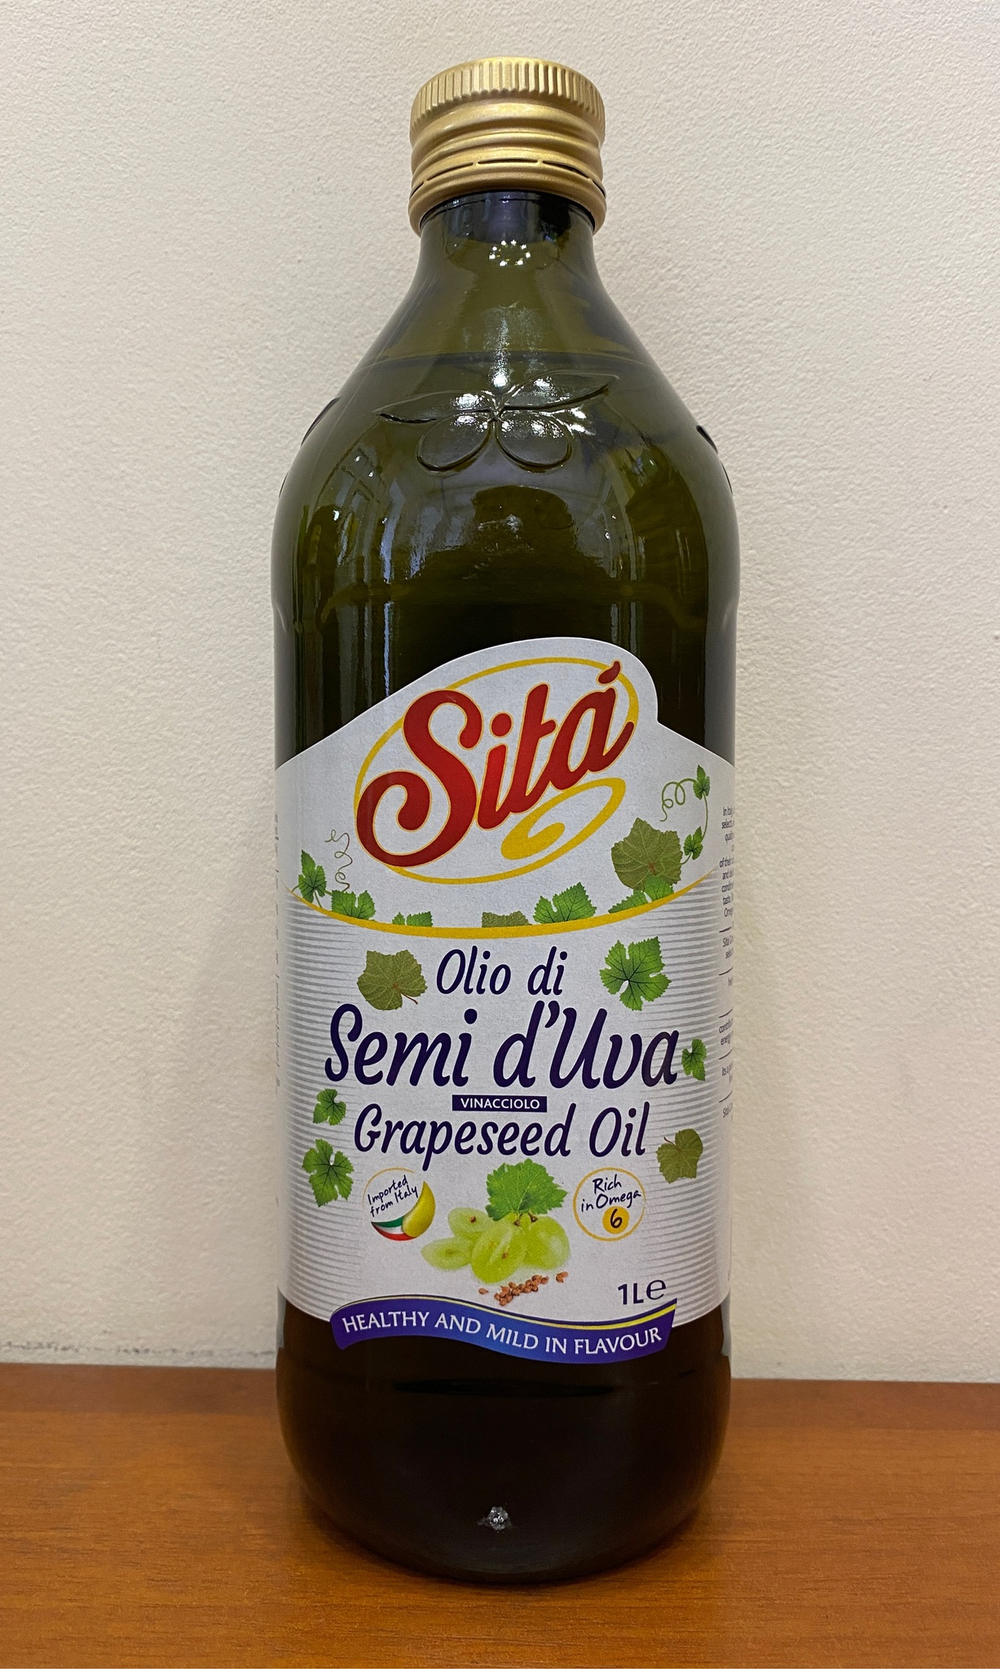 Sitá
Olio di
Semi d'Uva
VINACCIOLO
Grapeseed Oil
Imported
from Italy
Rich
in Omega
6
1L℮
HEALTHY AND MILD IN FLAVOUR